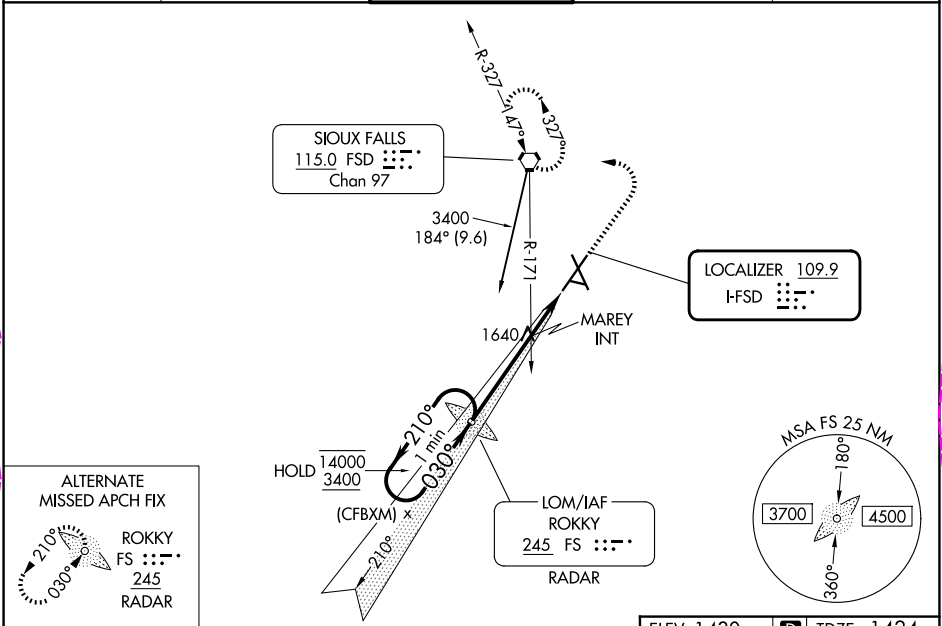 R-327
147°
327°
SIOUX FALLS
115.0 FSD
Chan 97
3400
184° (9.6)
R-171
LOCALIZER 109.9
I-FSD
1640
MAREY
INT
210°
1 min
030°
HOLD 14000
3400
(CFBXM) x
210°
LOM/IAF
ROKKY
245 FS
RADAR
MSA FS 25 NM
180°
3700
4500
360°
ALTERNATE
MISSED APCH FIX
210°
030°
ROKKY
FS
245
RADAR